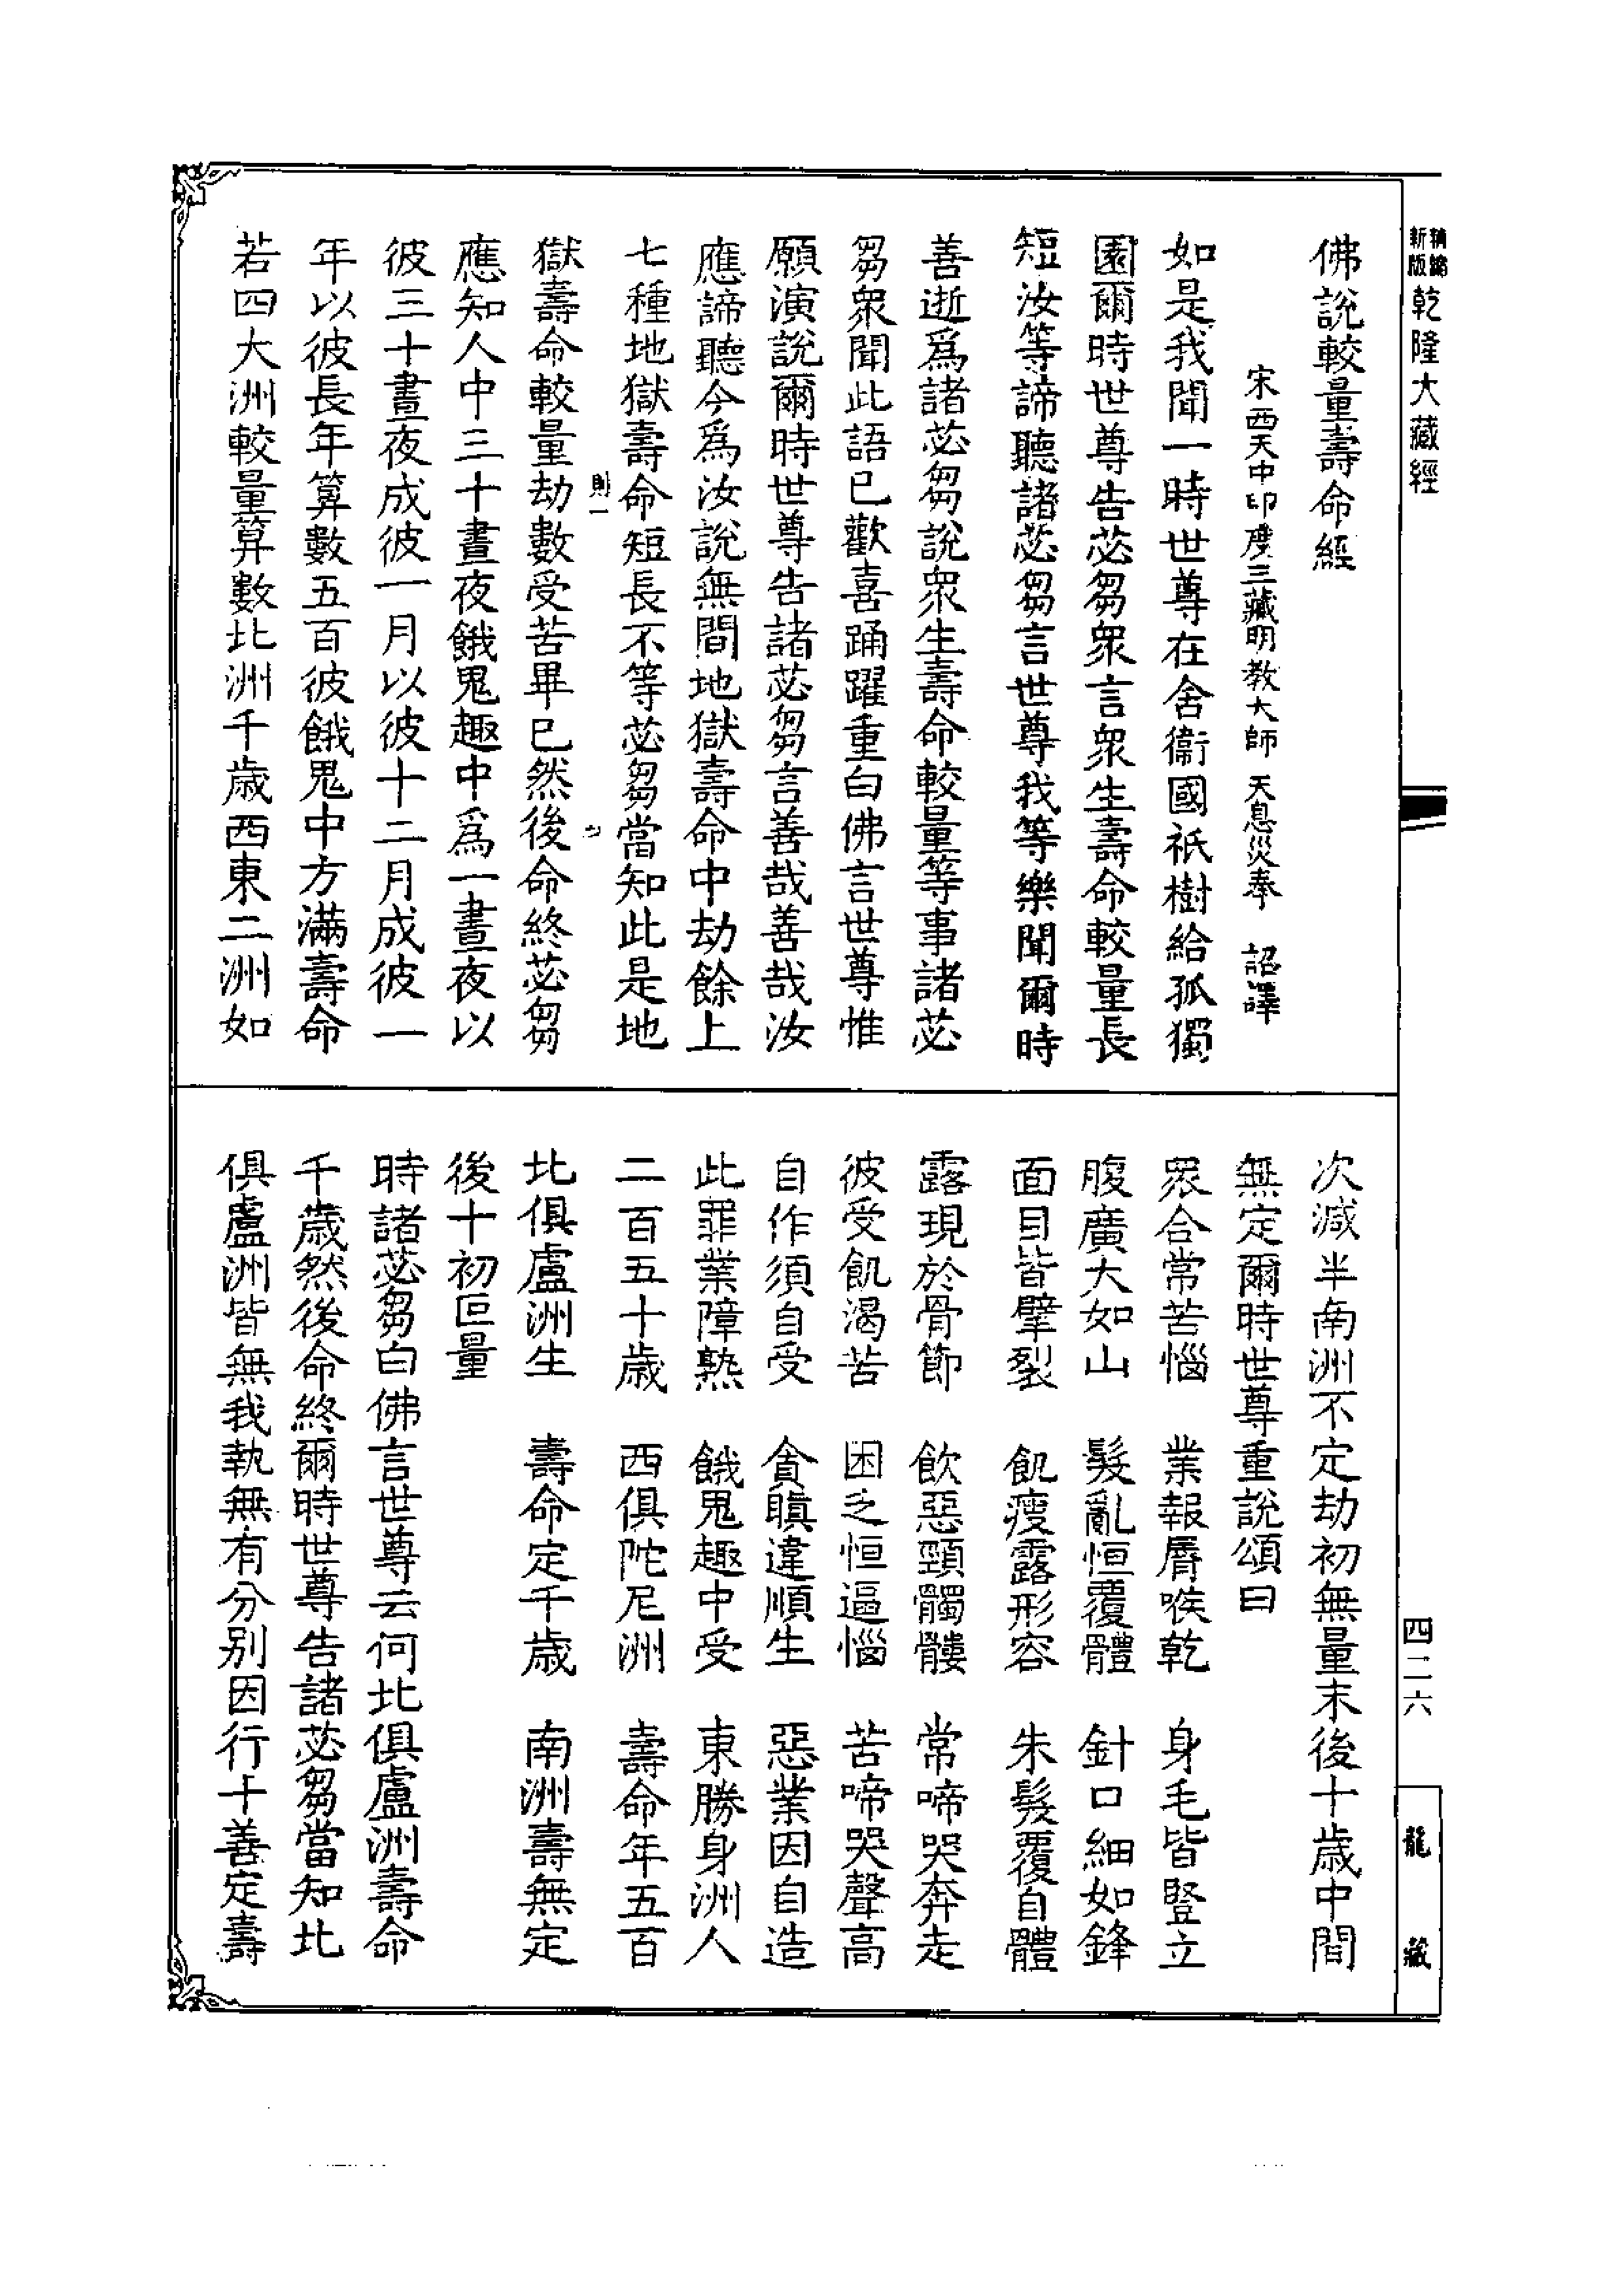 精編
新版
乾隆大藏經
佛說較量壽命經
宋西天中印度三藏明教大師天息災奉 詔譯
如是我聞一時世尊在舍衞國祇樹給孤獨
園爾時世尊告苾芻衆言衆生壽命較量長
短汝等諦聽諸苾芻言世尊我等樂聞爾時
善逝爲諸苾芻說衆生壽命較量等事諸苾
芻衆聞此語已歡喜踊躍重白佛言世尊惟
願演說爾時世尊告諸苾芻言善哉善哉汝
應諦聽今爲汝說無間地獄壽命中劫餘上
七種地獄壽命短長不等苾芻當知此是地
獄壽命較量劫數受苦畢已然後命終苾芻
應知人中三十晝夜餓鬼趣中爲一晝夜以
彼三十晝夜成彼一月以彼十二月成彼一
年以彼長年算數五百彼餓鬼中方滿壽命
若四大洲較量算數北洲千歲西東二洲如
次減半南洲不定劫初無量末後十歲中間
無定爾時世尊重說頌曰
衆合常苦惱 業報脣喉乾 身毛皆豎立
腹廣大如山 髮亂恒覆體 針口細如鋒
面目皆擘裂 飢瘦露形容 朱髮覆自體
露現於骨節 飲惡頸髑髏 常啼哭奔走
彼受飢渴苦 困乏恒逼惱 苦啼哭聲高
自作須自受 貪瞋違順生 惡業因自造
此罪業障熟 餓鬼趣中受 東勝身洲人
二百五十歲 西俱陀尼洲 壽命年五百
北俱盧洲生 壽命定千歲 南洲壽無定
後十初叵量
時諸苾芻白佛言世尊云何北俱盧洲壽命
千歲然後命終爾時世尊告諸苾芻當知北
俱盧洲皆無我執無有分別因行十善定壽
則一
四二六
龍藏